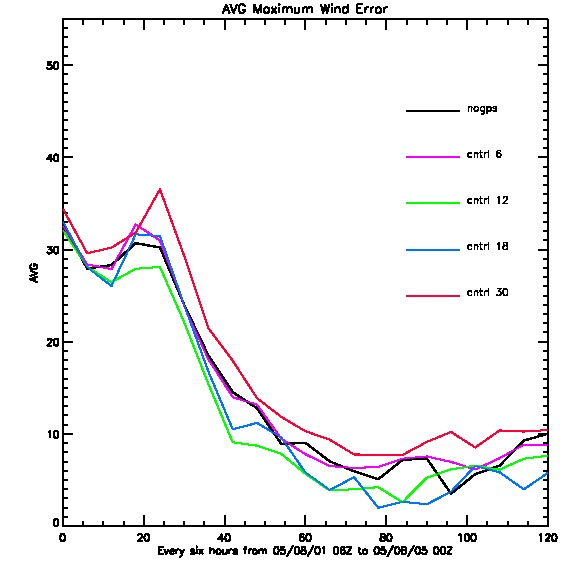 AVG Maximum Wind Error
50
40
30
20
10
0
AVG
nogps
cntrl 6
cntrl 12
cntrl 18
cntrl 30
0 20 40 60 80 100 120
Every six hours from 05/08/01 06Z to 05/08/05 00Z